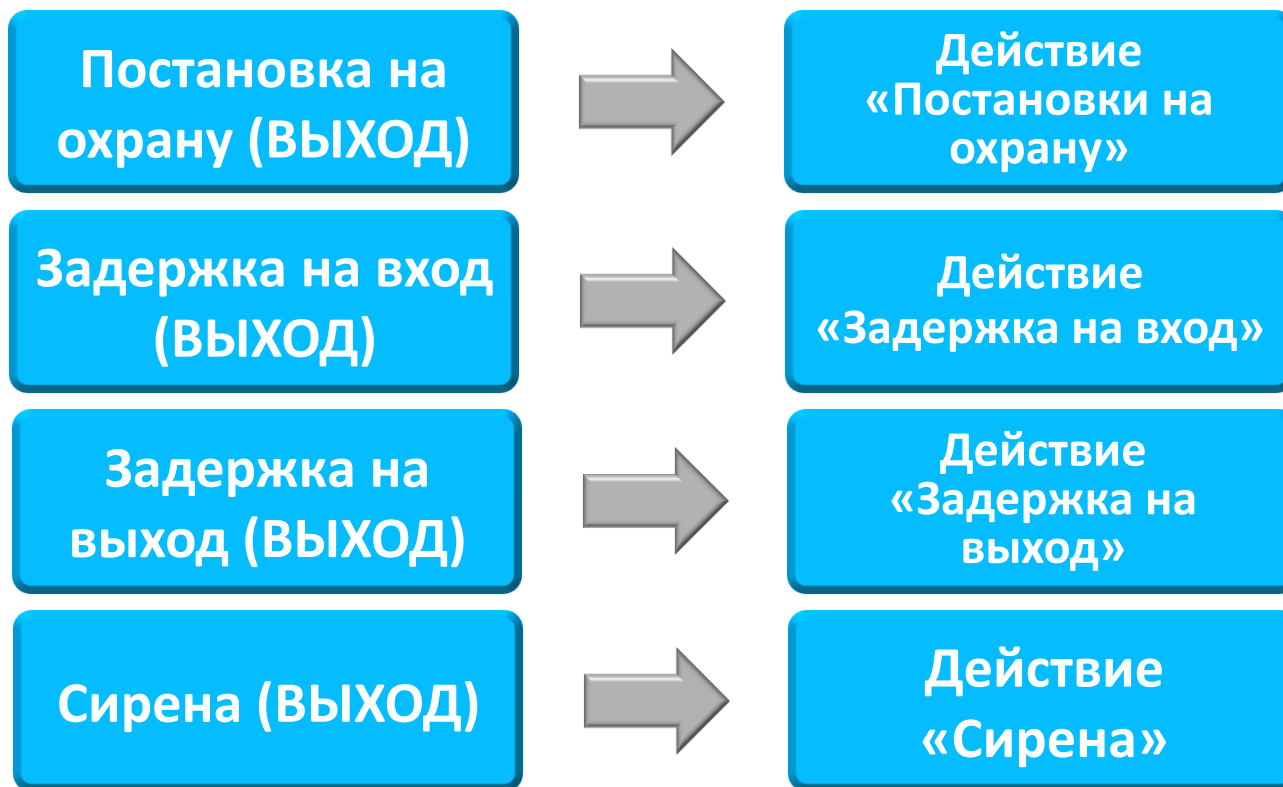 Постановка на
охрану (ВЫХОД)
Действие
«Постановки на
охрану»
Задержка на вход
(ВЫХОД)
Действие
«Задержка на вход»
Задержка на
выход (ВЫХОД)
Действие
«Задержка на
выход»
Сирена (ВЫХОД)
Действие
«Сирена»